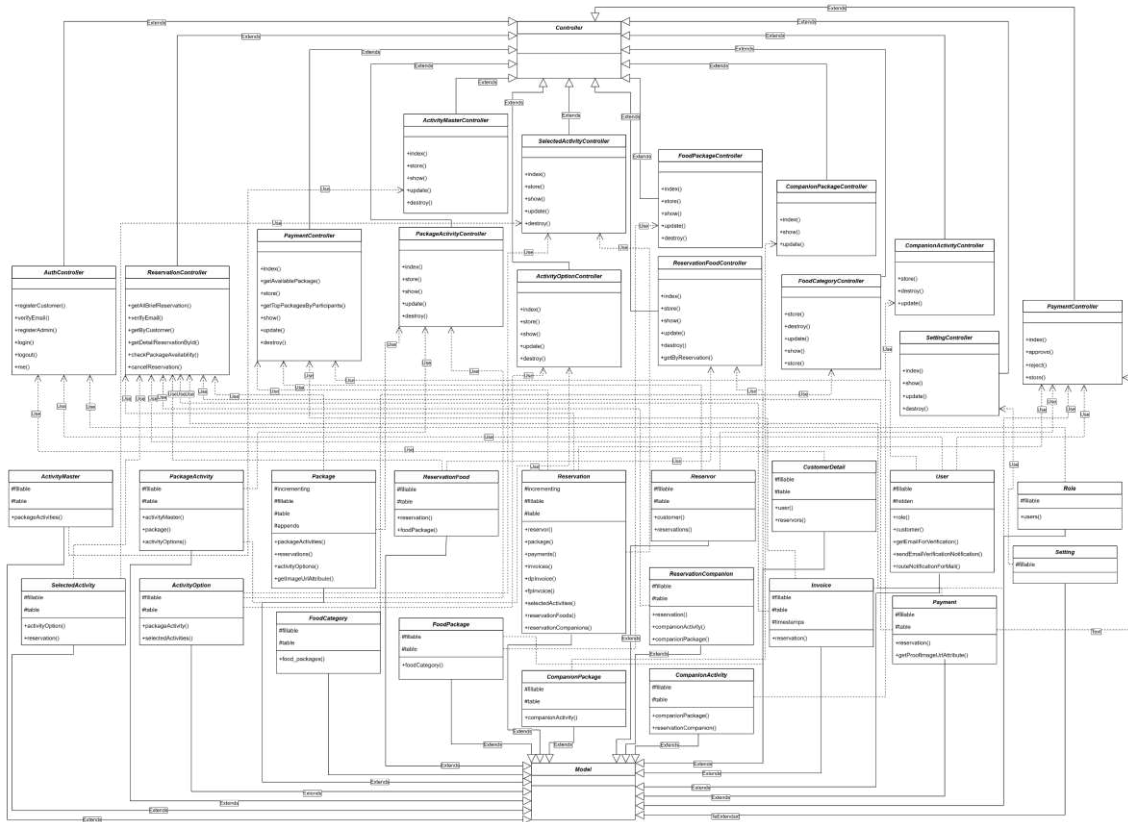 Controller
ActivityMasterController
+index()
+store()
+show()
+update()
+destroy()
SelectedActivityController
+index()
+store()
+show()
+update()
+destroy()
FoodPackageController
+index()
+store()
+show()
+update()
+destroy()
CompanionPackageController
+index()
+show()
+update()
CompanionActivityController
+store()
+destroy()
+update()
AuthController
+registerCustomer()
+verifyEmail()
+registerAdmin()
+login()
+logout()
+me()
ReservationController
+getAllBriefReservation()
+verifyEmail()
+getByCustomer()
+getDetailReservationById()
+checkPackageAvailability()
+cancelReservation()
PaymentController
+index()
+getAvailablePackage()
+store()
+getTopPackagesByParticipants()
+show()
+update()
+destroy()
PackageActivityController
+index()
+store()
+show()
+update()
+destroy()
ActivityOptionController
+index()
+store()
+show()
+update()
+destroy()
ReservationFoodController
+index()
+store()
+show()
+update()
+destroy()
+getByReservation()
FoodCategoryController
+store()
+destroy()
+update()
+show()
+store()
SettingController
+index()
+show()
+update()
+destroy()
PaymentController
+index()
+approve()
+reject()
+store()
ActivityMaster
#fillable
#table
+packageActivities()
PackageActivity
#fillable
#table
+activityMaster()
+package()
+activityOptions()
Package
#incrementing
#fillable
#table
#appends
+packageActivities()
+reservations()
+activityOptions()
+getImageUrlAttribute()
ReservationFood
#fillable
#table
+reservation()
+foodPackage()
Reservation
#incrementing
#fillable
#table
+reservor()
+package()
+payments()
+invoices()
+dpInvoice()
+fpInvoice()
+selectedActivities()
+reservationFoods()
+reservationCompanions()
Reservor
#fillable
#table
+customer()
+reservations()
CustomerDetail
#fillable
#table
+user()
+reservors()
User
#fillable
#hidden
+role()
+customer()
+getEmailForVerification()
+sendEmailVerificationNotification()
+routeNotificationForMail()
Role
#fillable
+users()
Setting
#fillable
SelectedActivity
#fillable
#table
+activityOption()
+reservation()
ActivityOption
#fillable
#table
+packageActivity()
+selectedActivities()
FoodCategory
#fillable
#table
+food_packages()
FoodPackage
#fillable
#table
+foodCategory()
ReservationCompanion
#fillable
#table
+reservation()
+companionActivity()
+companionPackage()
Invoice
#fillable
#table
#timestamps
+reservation()
Payment
#fillable
#table
+reservation()
+getProofImageUrlAttribute()
CompanionPackage
#fillable
#table
+companionActivity()
CompanionActivity
#fillable
#table
+companionPackage()
+reservationCompanion()
Text
Model
Extends
Use